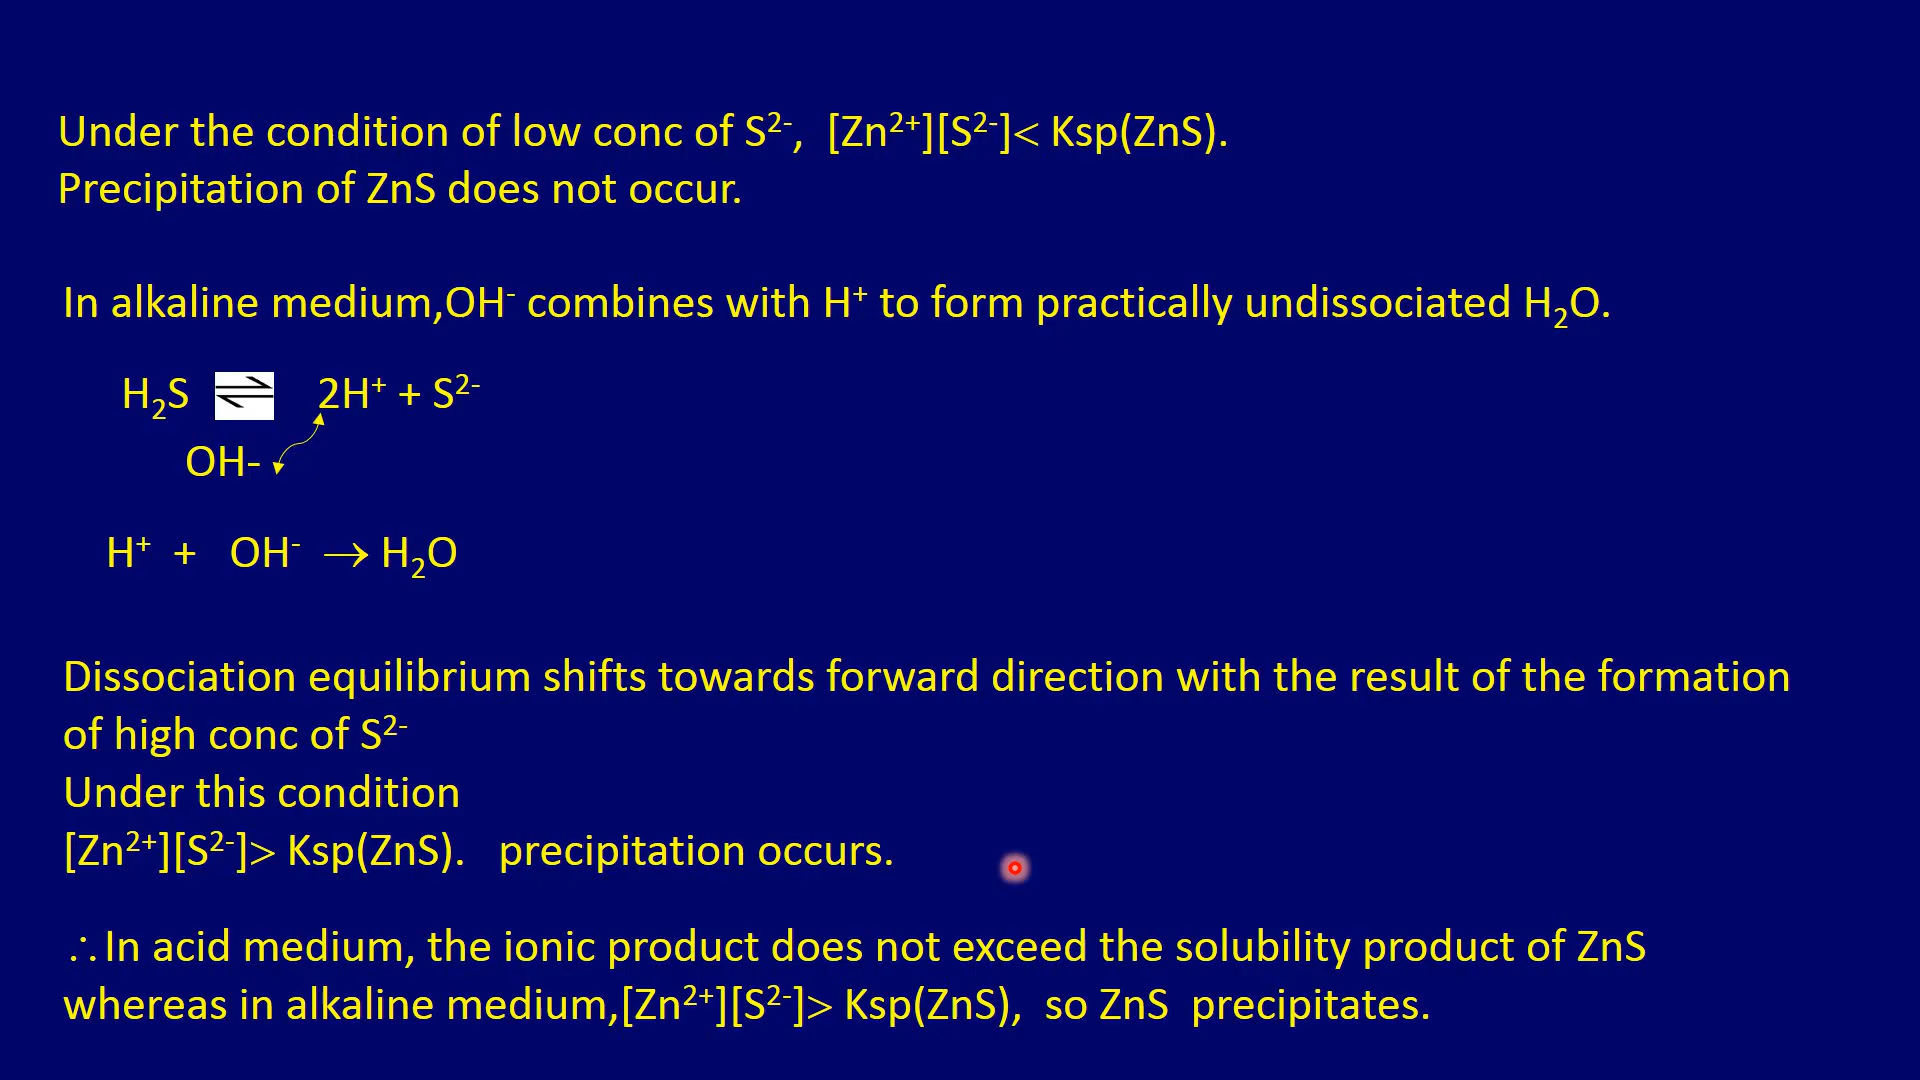 Under the condition of low conc of S²⁻, [Zn²⁺][S²⁻]< Ksp(ZnS).
Precipitation of ZnS does not occur.
In alkaline medium,OH⁻ combines with H⁺ to form practically undissociated H₂O.
H₂S ⇌ 2H⁺ + S²⁻
OH-
H⁺ + OH⁻ → H₂O
Dissociation equilibrium shifts towards forward direction with the result of the formation
of high conc of S²⁻
Under this condition
[Zn²⁺][S²⁻]> Ksp(ZnS). precipitation occurs.
∴In acid medium, the ionic product does not exceed the solubility product of ZnS
whereas in alkaline medium,[Zn²⁺][S²⁻]> Ksp(ZnS), so ZnS precipitates.